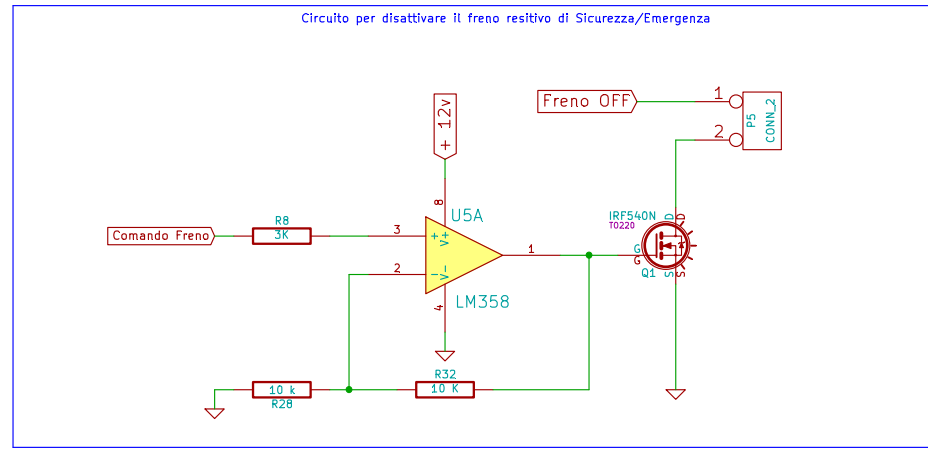 Circuito per disattivare il freno resitivo di Sicurezza/Emergenza
Freno OFF
1
2
P5
CONN_2
+ 12v
8
U5A
Comando Freno
R8
3K
3
+
V+
2
-
V-
1
4
LM358
IRF540N
TO220
D
D
G
G
Q1
S
S
R32
10 K
10 k
R28